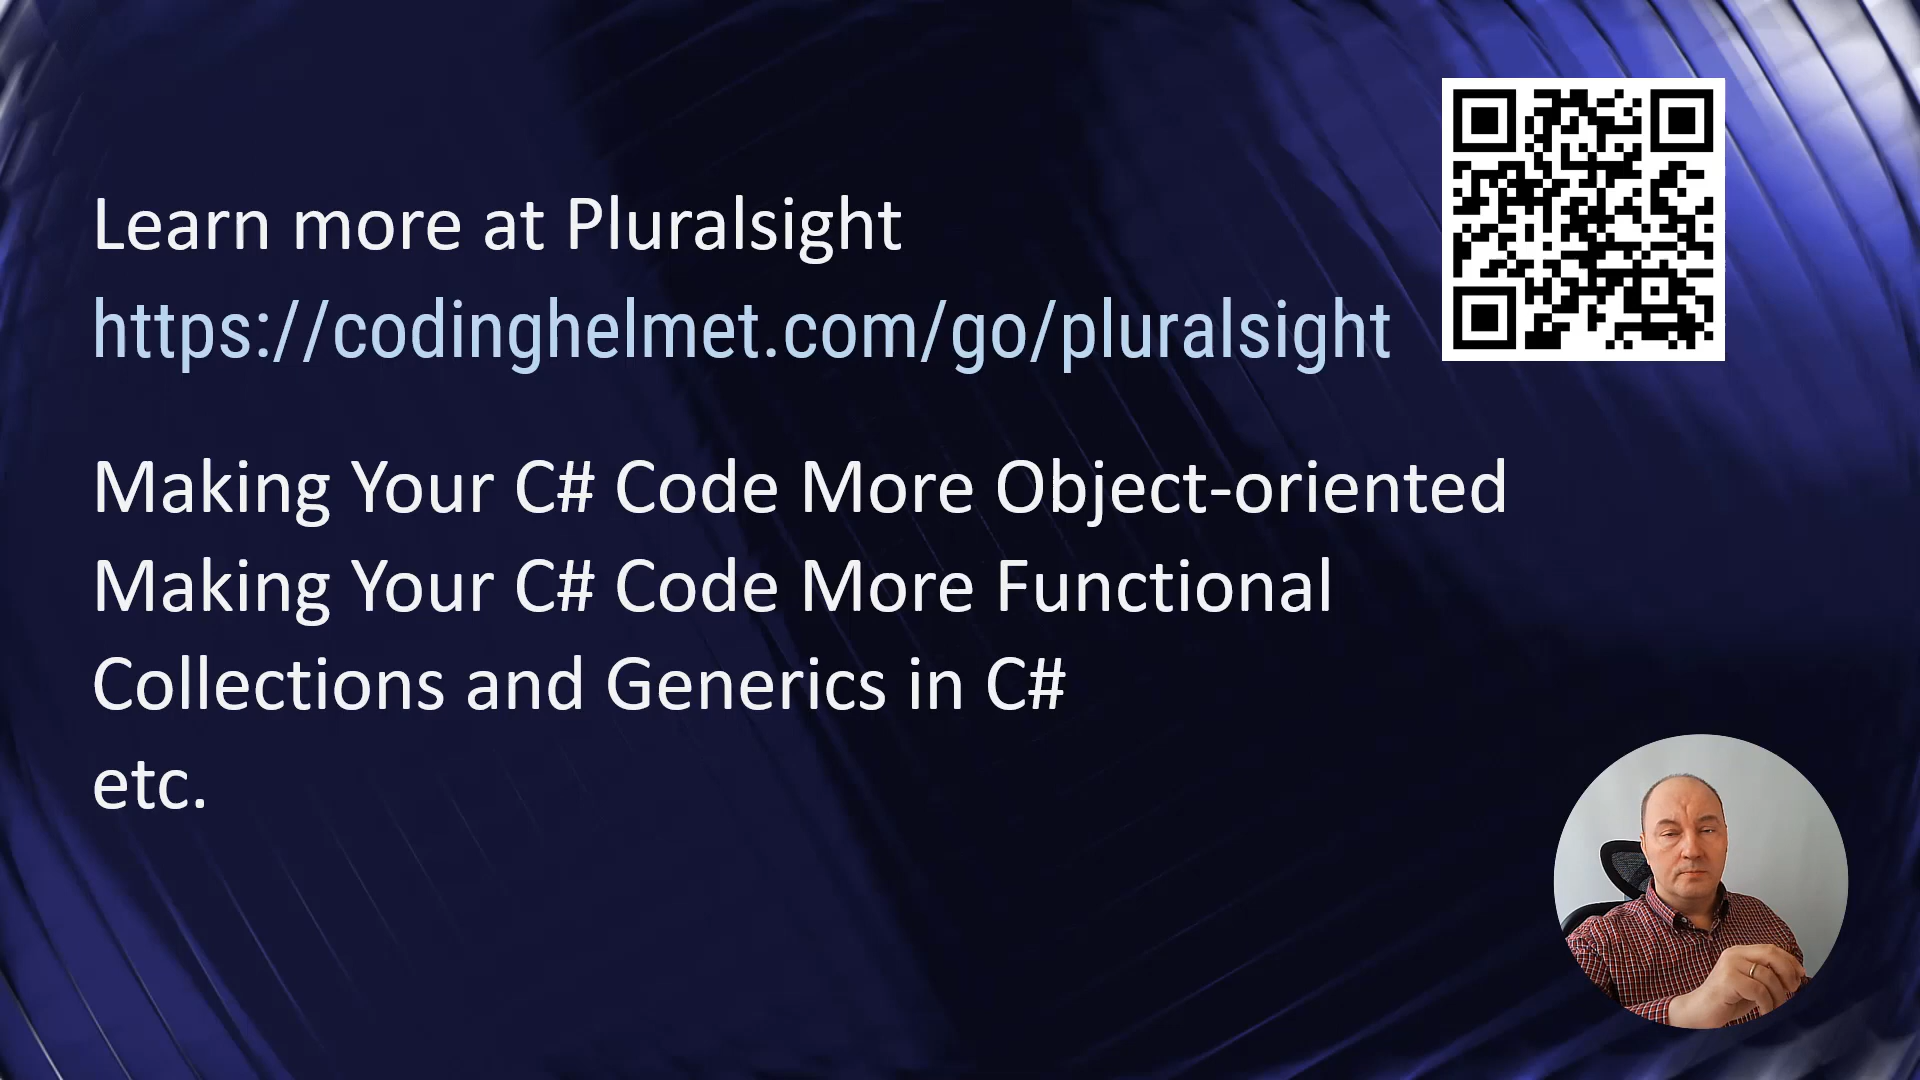 Learn more at Pluralsight
https://codinghelmet.com/go/pluralsight
Making Your C# Code More Object-oriented
Making Your C# Code More Functional
Collections and Generics in C#
etc.